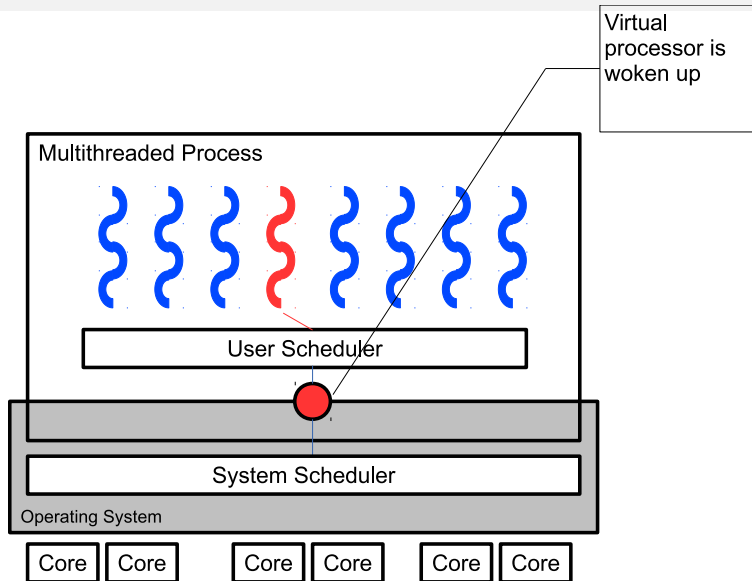 Virtual
processor is
woken up
Multithreaded Process
User Scheduler
System Scheduler
Operating System
Core Core Core Core Core Core